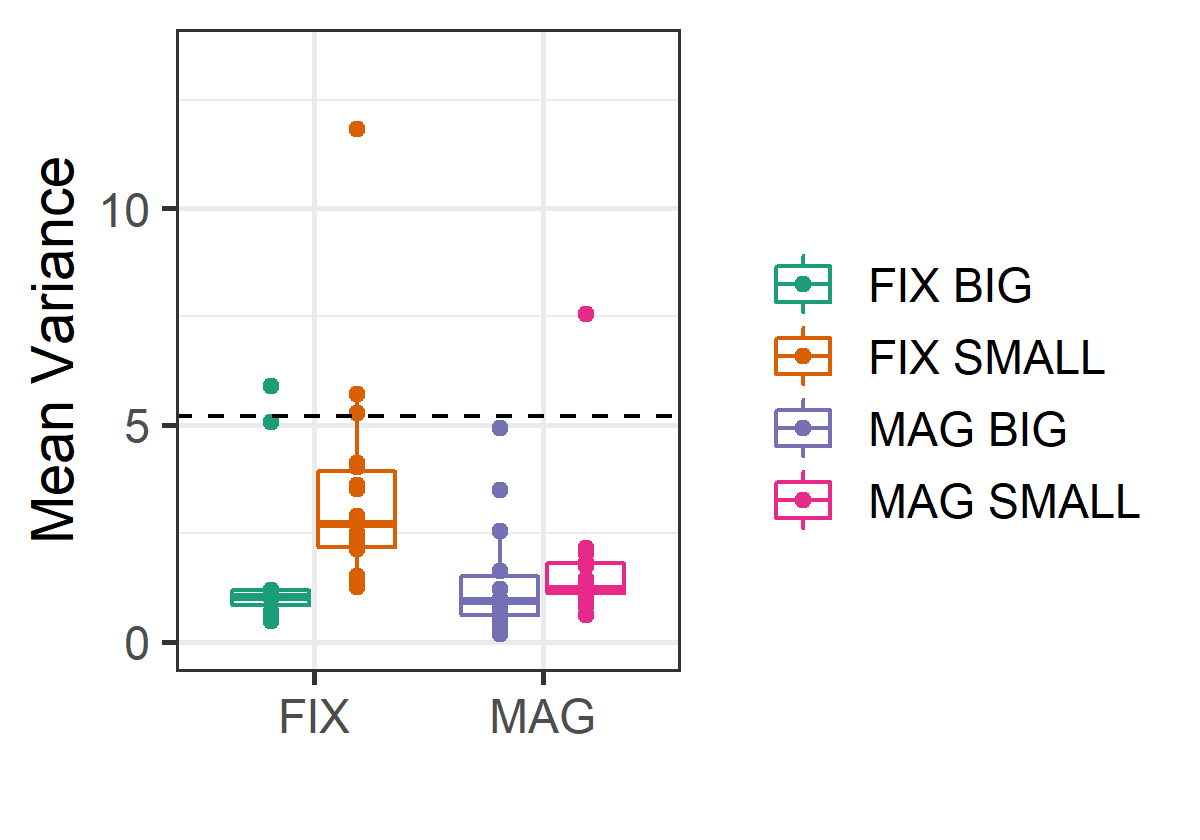 Mean Variance
10
5
0
FIX
MAG
FIX BIG
FIX SMALL
MAG BIG
MAG SMALL